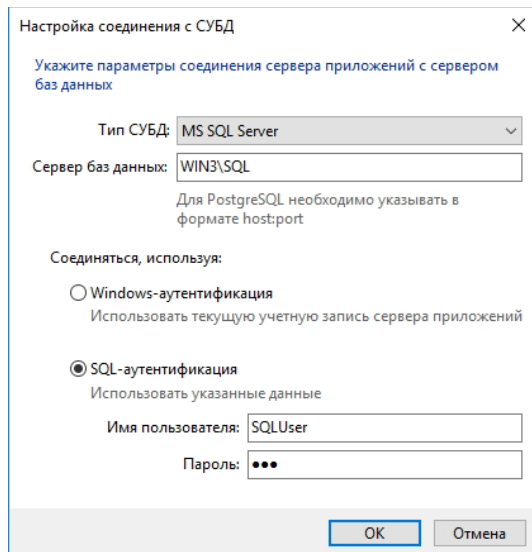 Настройка соединения с СУБД
Укажите параметры соединения сервера приложений с сервером
баз данных
Тип СУБД: MS SQL Server
Сервер баз данных: WIN3\SQL
Для PostgreSQL необходимо указывать в
формате host:port
Соединяться, используя:
Windows-аутентификация
Использовать текущую учетную запись сервера приложений
SQL-аутентификация
Использовать указанные данные
Имя пользователя: SQLUser
Пароль: •••
OK Отмена